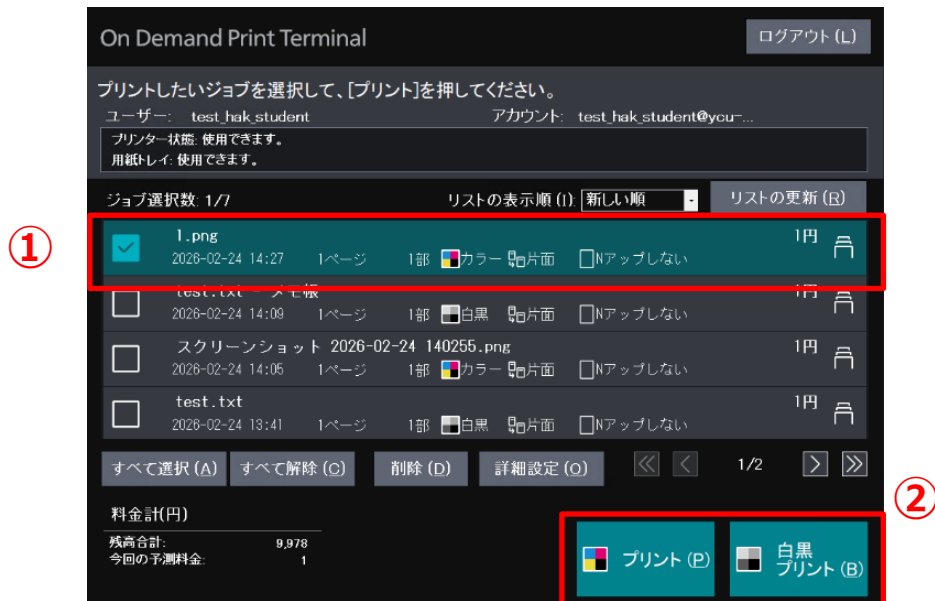 On Demand Print Terminal ログアウト(L)
プリントしたいジョブを選択して、[プリント]を押してください。
ユーザー: test_hak_student アカウント: test_hak_student@you-...
プリンター状態: 使用できます。
用紙トレイ: 使用できます。
ジョブ選択数: 1/7 リストの表示順(I): 新しい順 リストの更新(R)
①
1.png 1円
2026-02-24 14:27 1ページ 1部 カラー 片面 Nアップしない
test.txt - メモ帳 1円
2026-02-24 14:09 1ページ 1部 白黒 片面 Nアップしない
スクリーンショット 2026-02-24 140255.png 1円
2026-02-24 14:05 1ページ 1部 カラー 片面 Nアップしない
test.txt 1円
2026-02-24 13:41 1ページ 1部 白黒 片面 Nアップしない
すべて選択(A) すべて解除(C) 削除(D) 詳細設定(O) 1/2
②
料金計(円)
残高合計: 9,978
今回の予測料金: 1
プリント(P) 白黒
プリント(B)